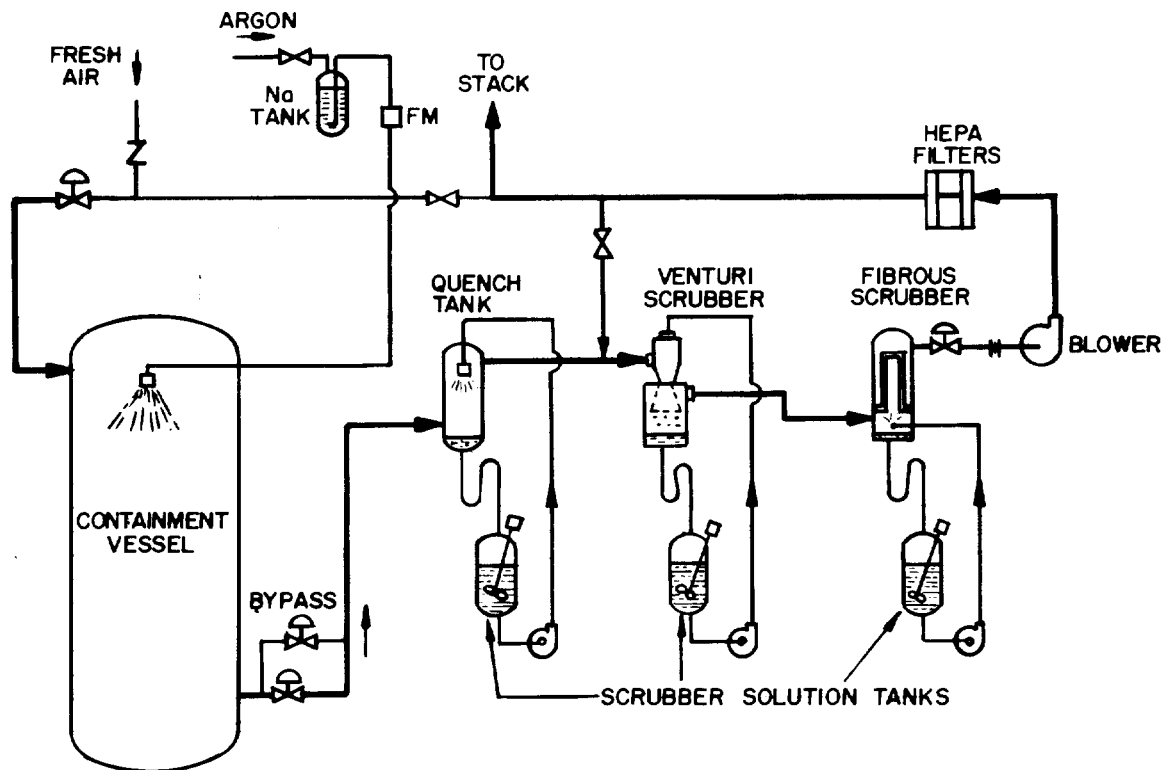 ARGON
FRESH
AIR
TO
STACK
Na
TANK
FM
HEPA
FILTERS
QUENCH
TANK
VENTURI
SCRUBBER
FIBROUS
SCRUBBER
BLOWER
CONTAINMENT
VESSEL
BYPASS
SCRUBBER SOLUTION TANKS